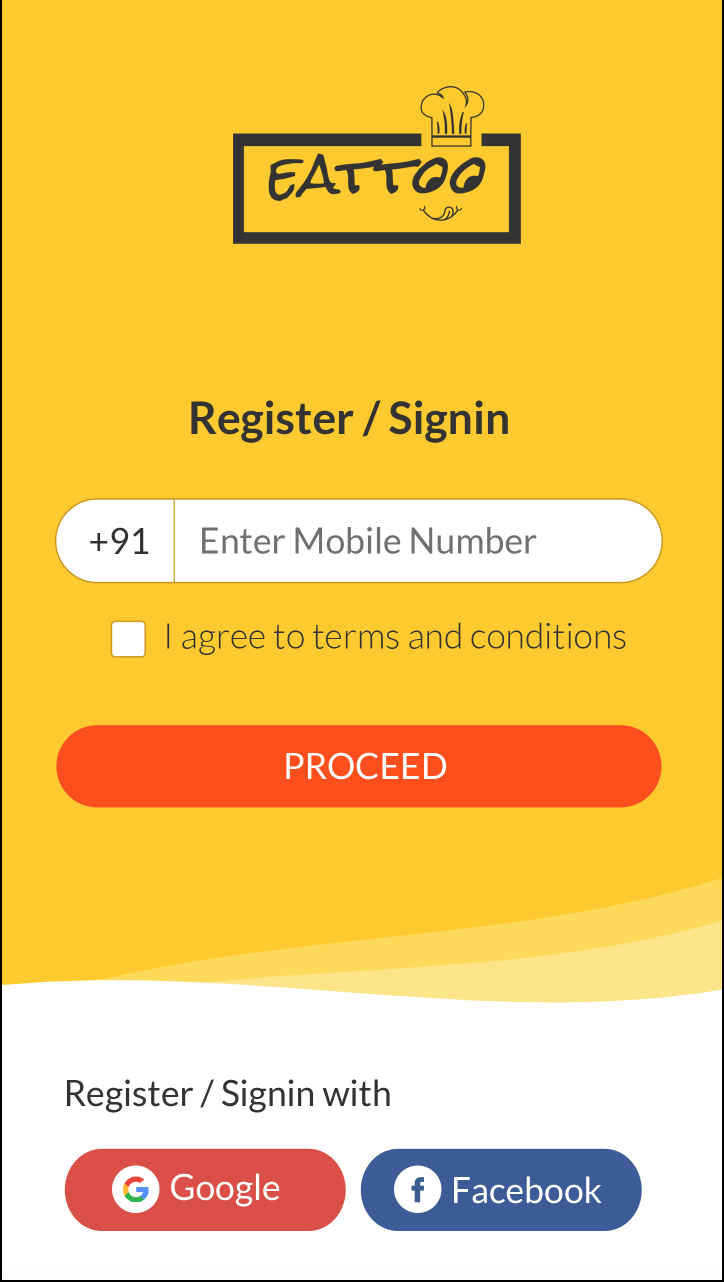 EATTOO
Register / Signin
+91 Enter Mobile Number
I agree to terms and conditions
PROCEED
Register / Signin with
Google Facebook